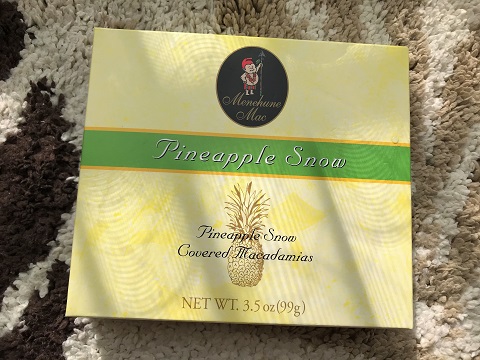 Menehune
Mac
Pineapple Snow
Pineapple Snow
Covered Macadamias
NET WT. 3.5 oz (99g)